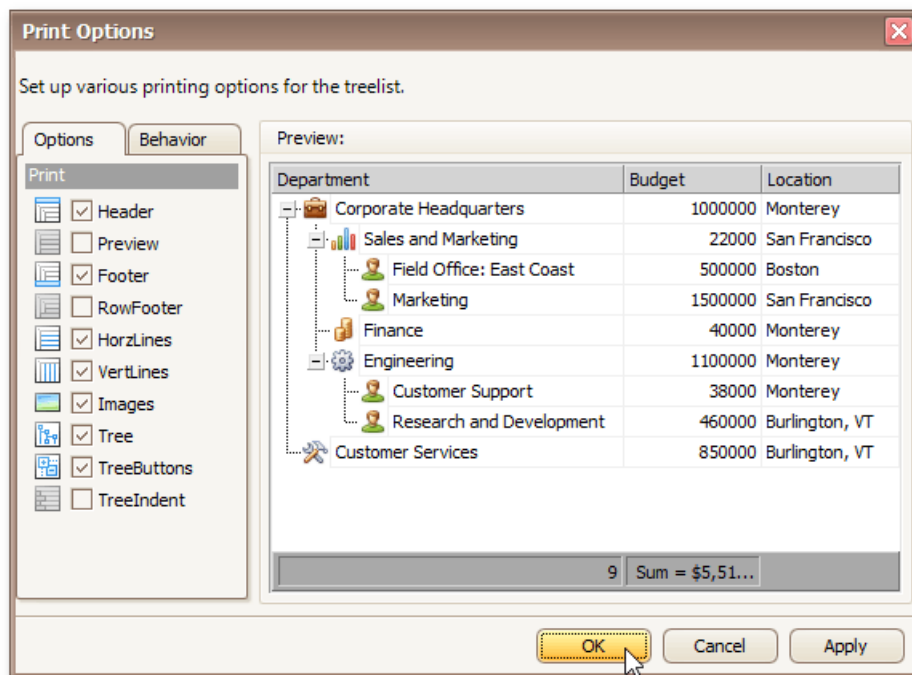 Print Options
Set up various printing options for the treelist.
Options Behavior
Print
Header
Preview
Footer
RowFooter
HorzLines
VertLines
Images
Tree
TreeButtons
TreeIndent
Preview:
Department Budget Location
Corporate Headquarters 1000000 Monterey
Sales and Marketing 22000 San Francisco
Field Office: East Coast 500000 Boston
Marketing 1500000 San Francisco
Finance 40000 Monterey
Engineering 1100000 Monterey
Customer Support 38000 Monterey
Research and Development 460000 Burlington, VT
Customer Services 850000 Burlington, VT
9 Sum = $5,51...
OK Cancel Apply